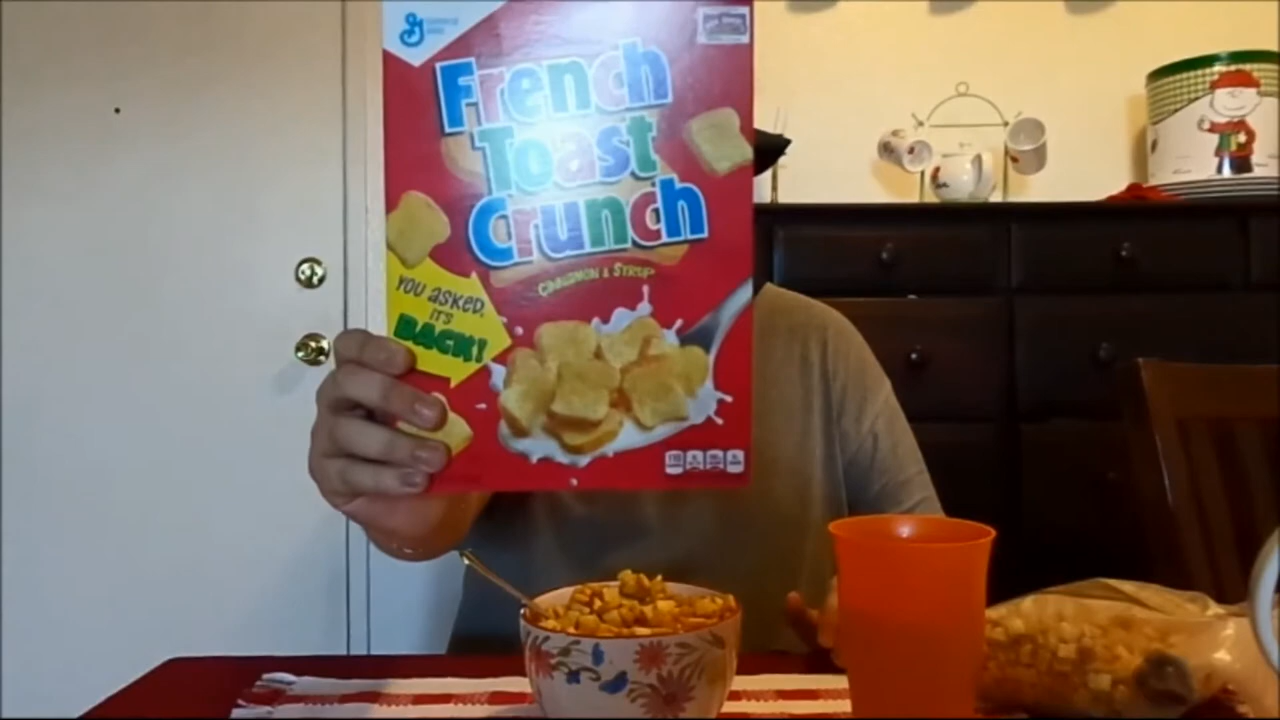 French
Toast
Crunch
CINNAMON & SYRUP
YOU ASKED,
IT'S
BACK!